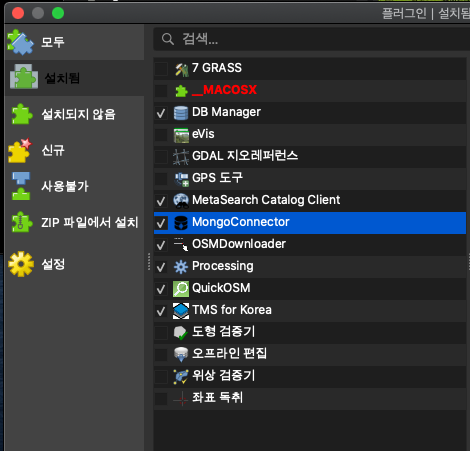 플러그인 | 설치됨
모두
설치됨
설치되지 않음
신규
사용불가
ZIP 파일에서 설치
설정
검색...
7 GRASS
__MACOSX
DB Manager
eVis
GDAL 지오레퍼런스
GPS 도구
MetaSearch Catalog Client
MongoConnector
OSMDownloader
Processing
QuickOSM
TMS for Korea
도형 검증기
오프라인 편집
위상 검증기
좌표 독취